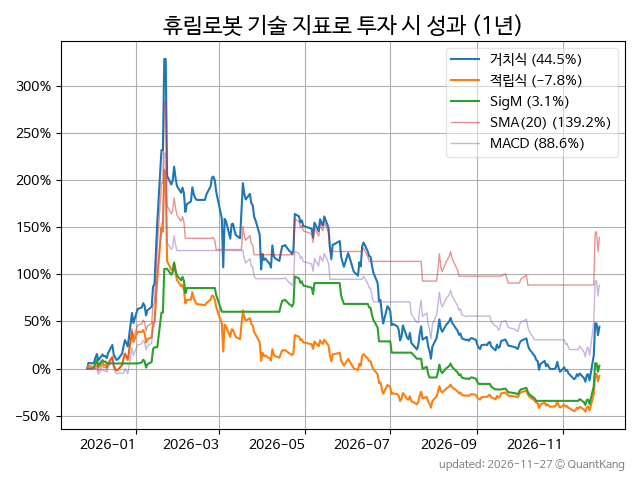 휴림로봇 기술 지표로 투자 시 성과 (1년)
거치식 (44.5%)
적립식 (-7.8%)
SigM (3.1%)
SMA(20) (139.2%)
MACD (88.6%)
300%
250%
200%
150%
100%
50%
0%
−50%
2026-01 2026-03 2026-05 2026-07 2026-09 2026-11
updated: 2026-11-27 © QuantKang